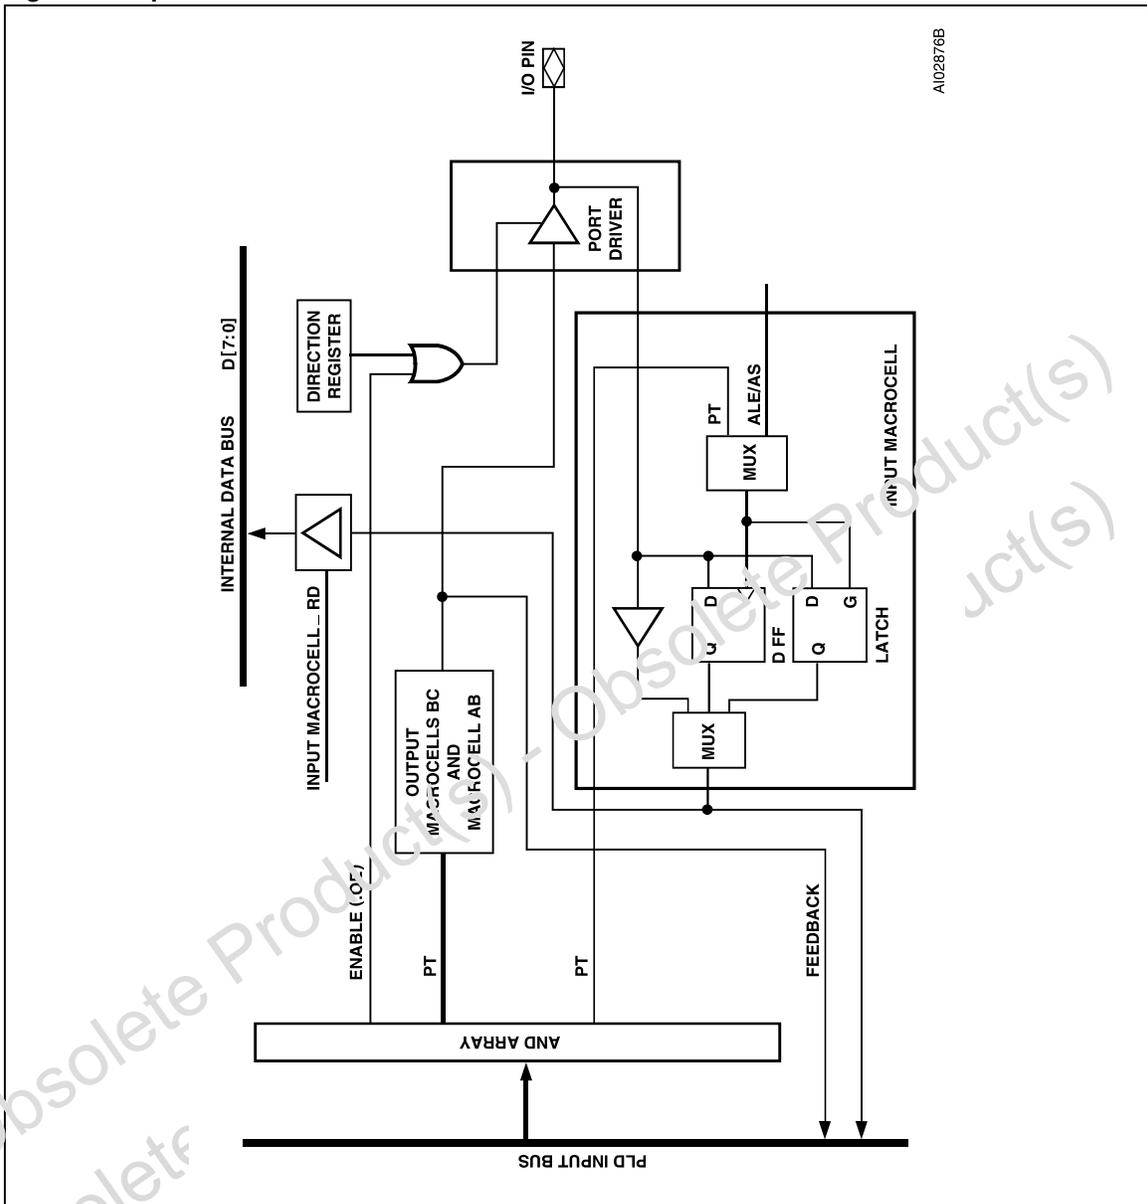 AI02876B
I/O PIN
PORT
DRIVER
INTERNAL DATA BUS D[7:0]
DIRECTION
REGISTER
INPUT MACROCELL_ RD
ENABLE (.OE)
OUTPUT
MACROCELLS BC
AND
MACROCELL AB
PT
PT
PT
ALE/AS
MUX
INPUT MACROCELL
D
Q
D FF
D
G
Q
LATCH
MUX
FEEDBACK
AND ARRAY
PLD INPUT BUS
Obsolete Product(s) - Obsolete Product(s)